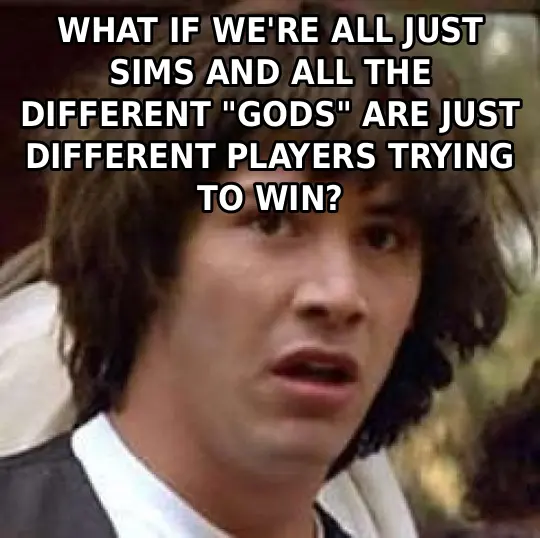 WHAT IF WE'RE ALL JUST
SIMS AND ALL THE
DIFFERENT "GODS" ARE JUST
DIFFERENT PLAYERS TRYING
TO WIN?